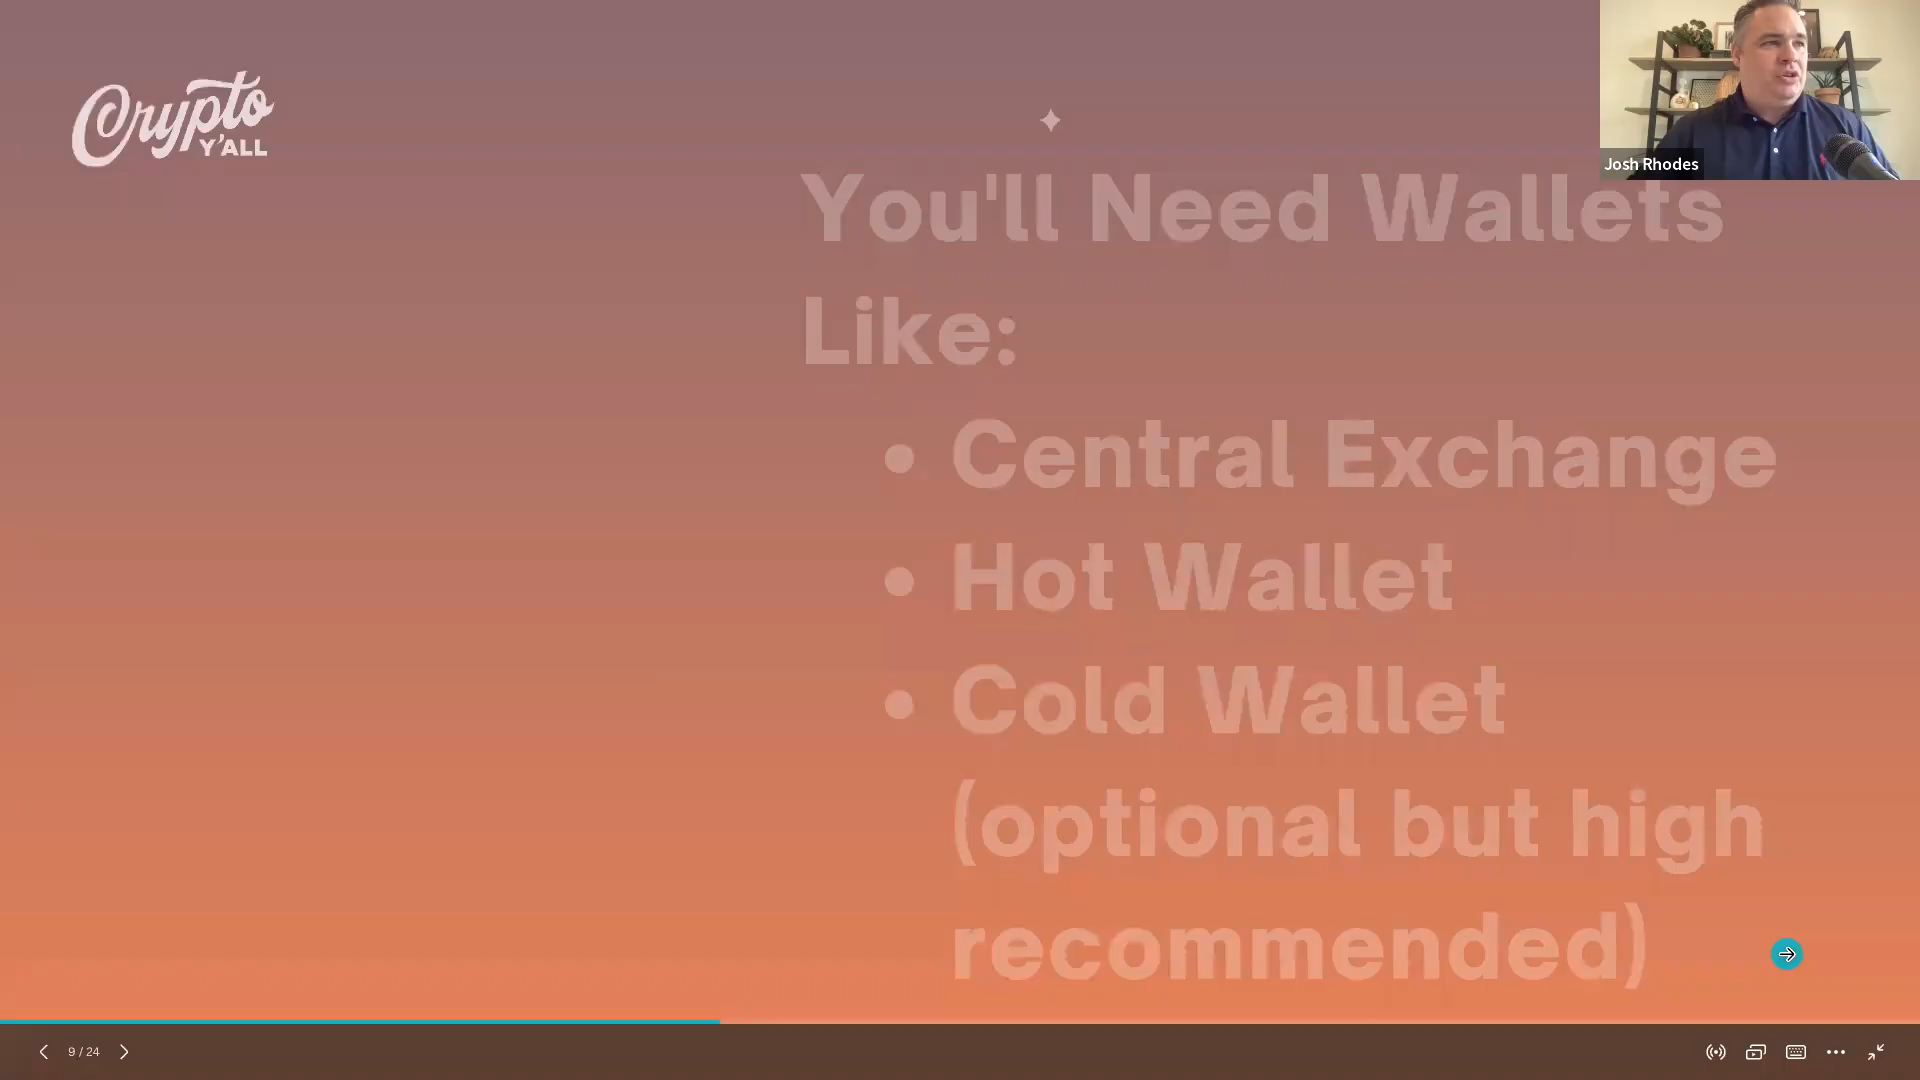 Crypto
Y'ALL
You'll Need Wallets
Like:
• Central Exchange
• Hot Wallet
• Cold Wallet
(optional but high
recommended)
Josh Rhodes
9 / 24